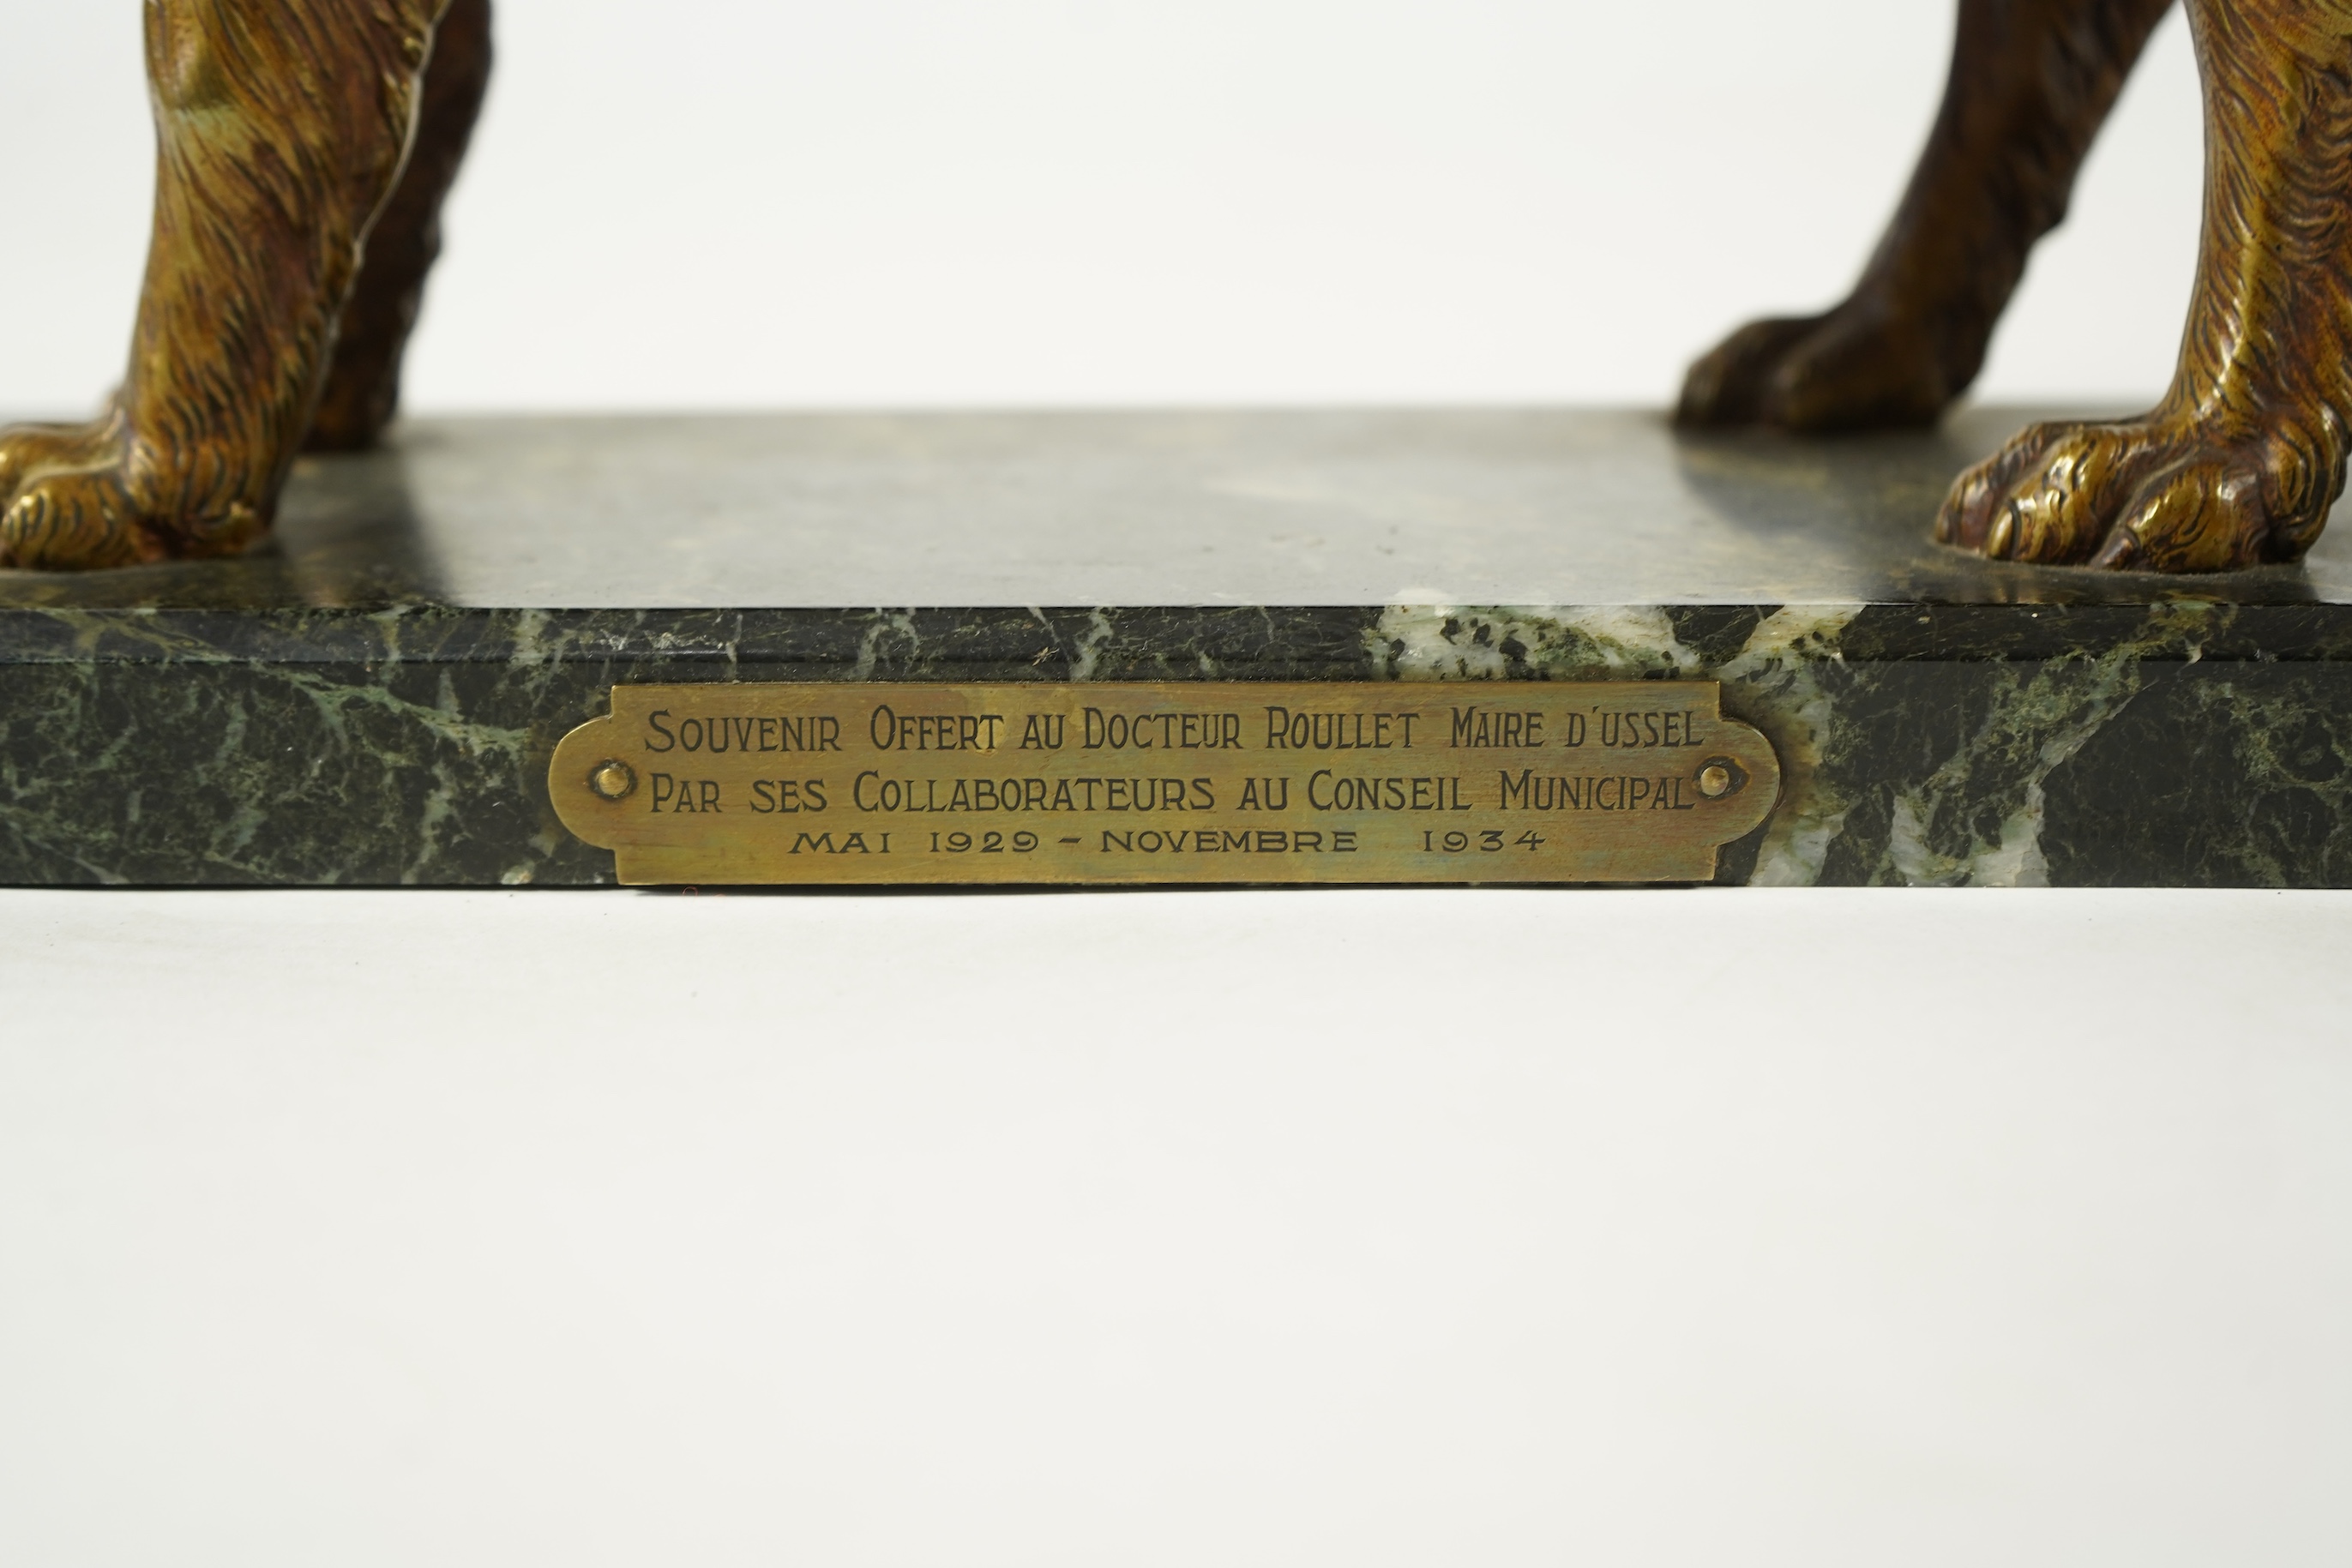 SOUVENIR OFFERT AU DOCTEUR ROULLET MAIRE D'USSEL
PAR SES COLLABORATEURS AU CONSEIL MUNICIPAL
MAI 1929 - NOVEMBRE 1934